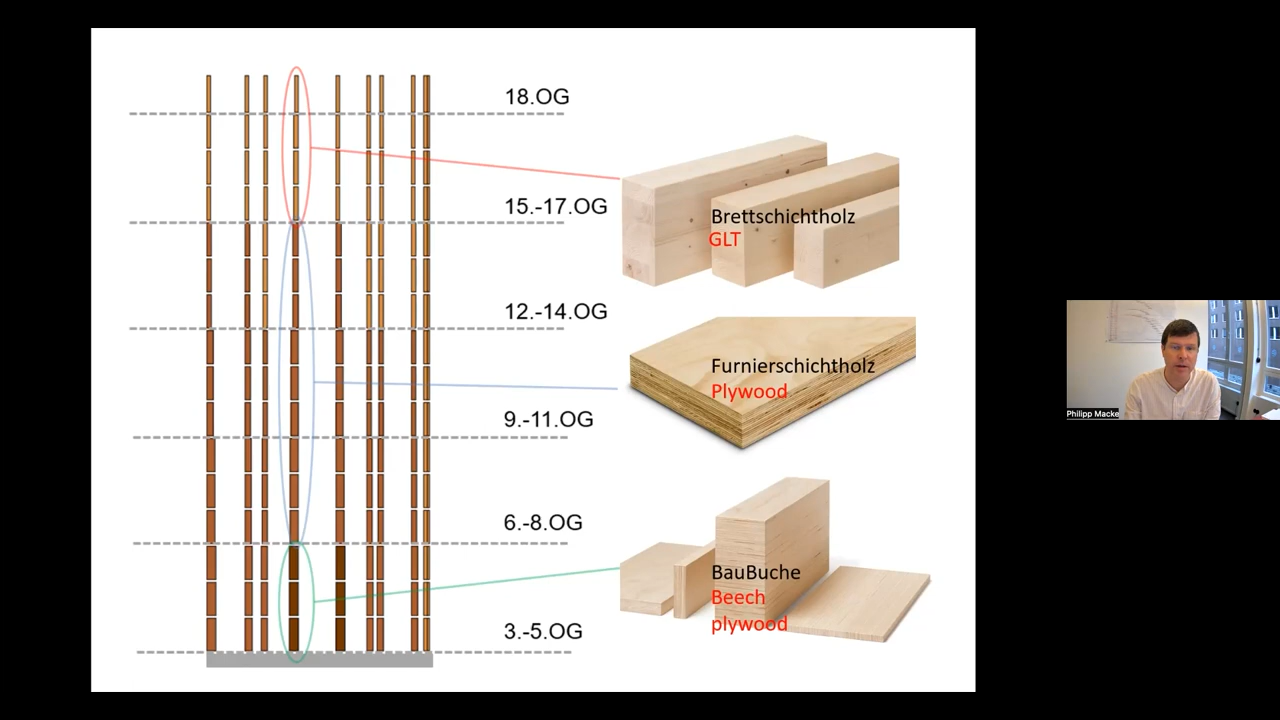 18.OG
15.-17.OG
Brettschichtholz
GLT
12.-14.OG
Furnierschichtholz
Plywood
9.-11.OG
6.-8.OG
BauBuche
Beech
plywood
3.-5.OG
Philipp Macke